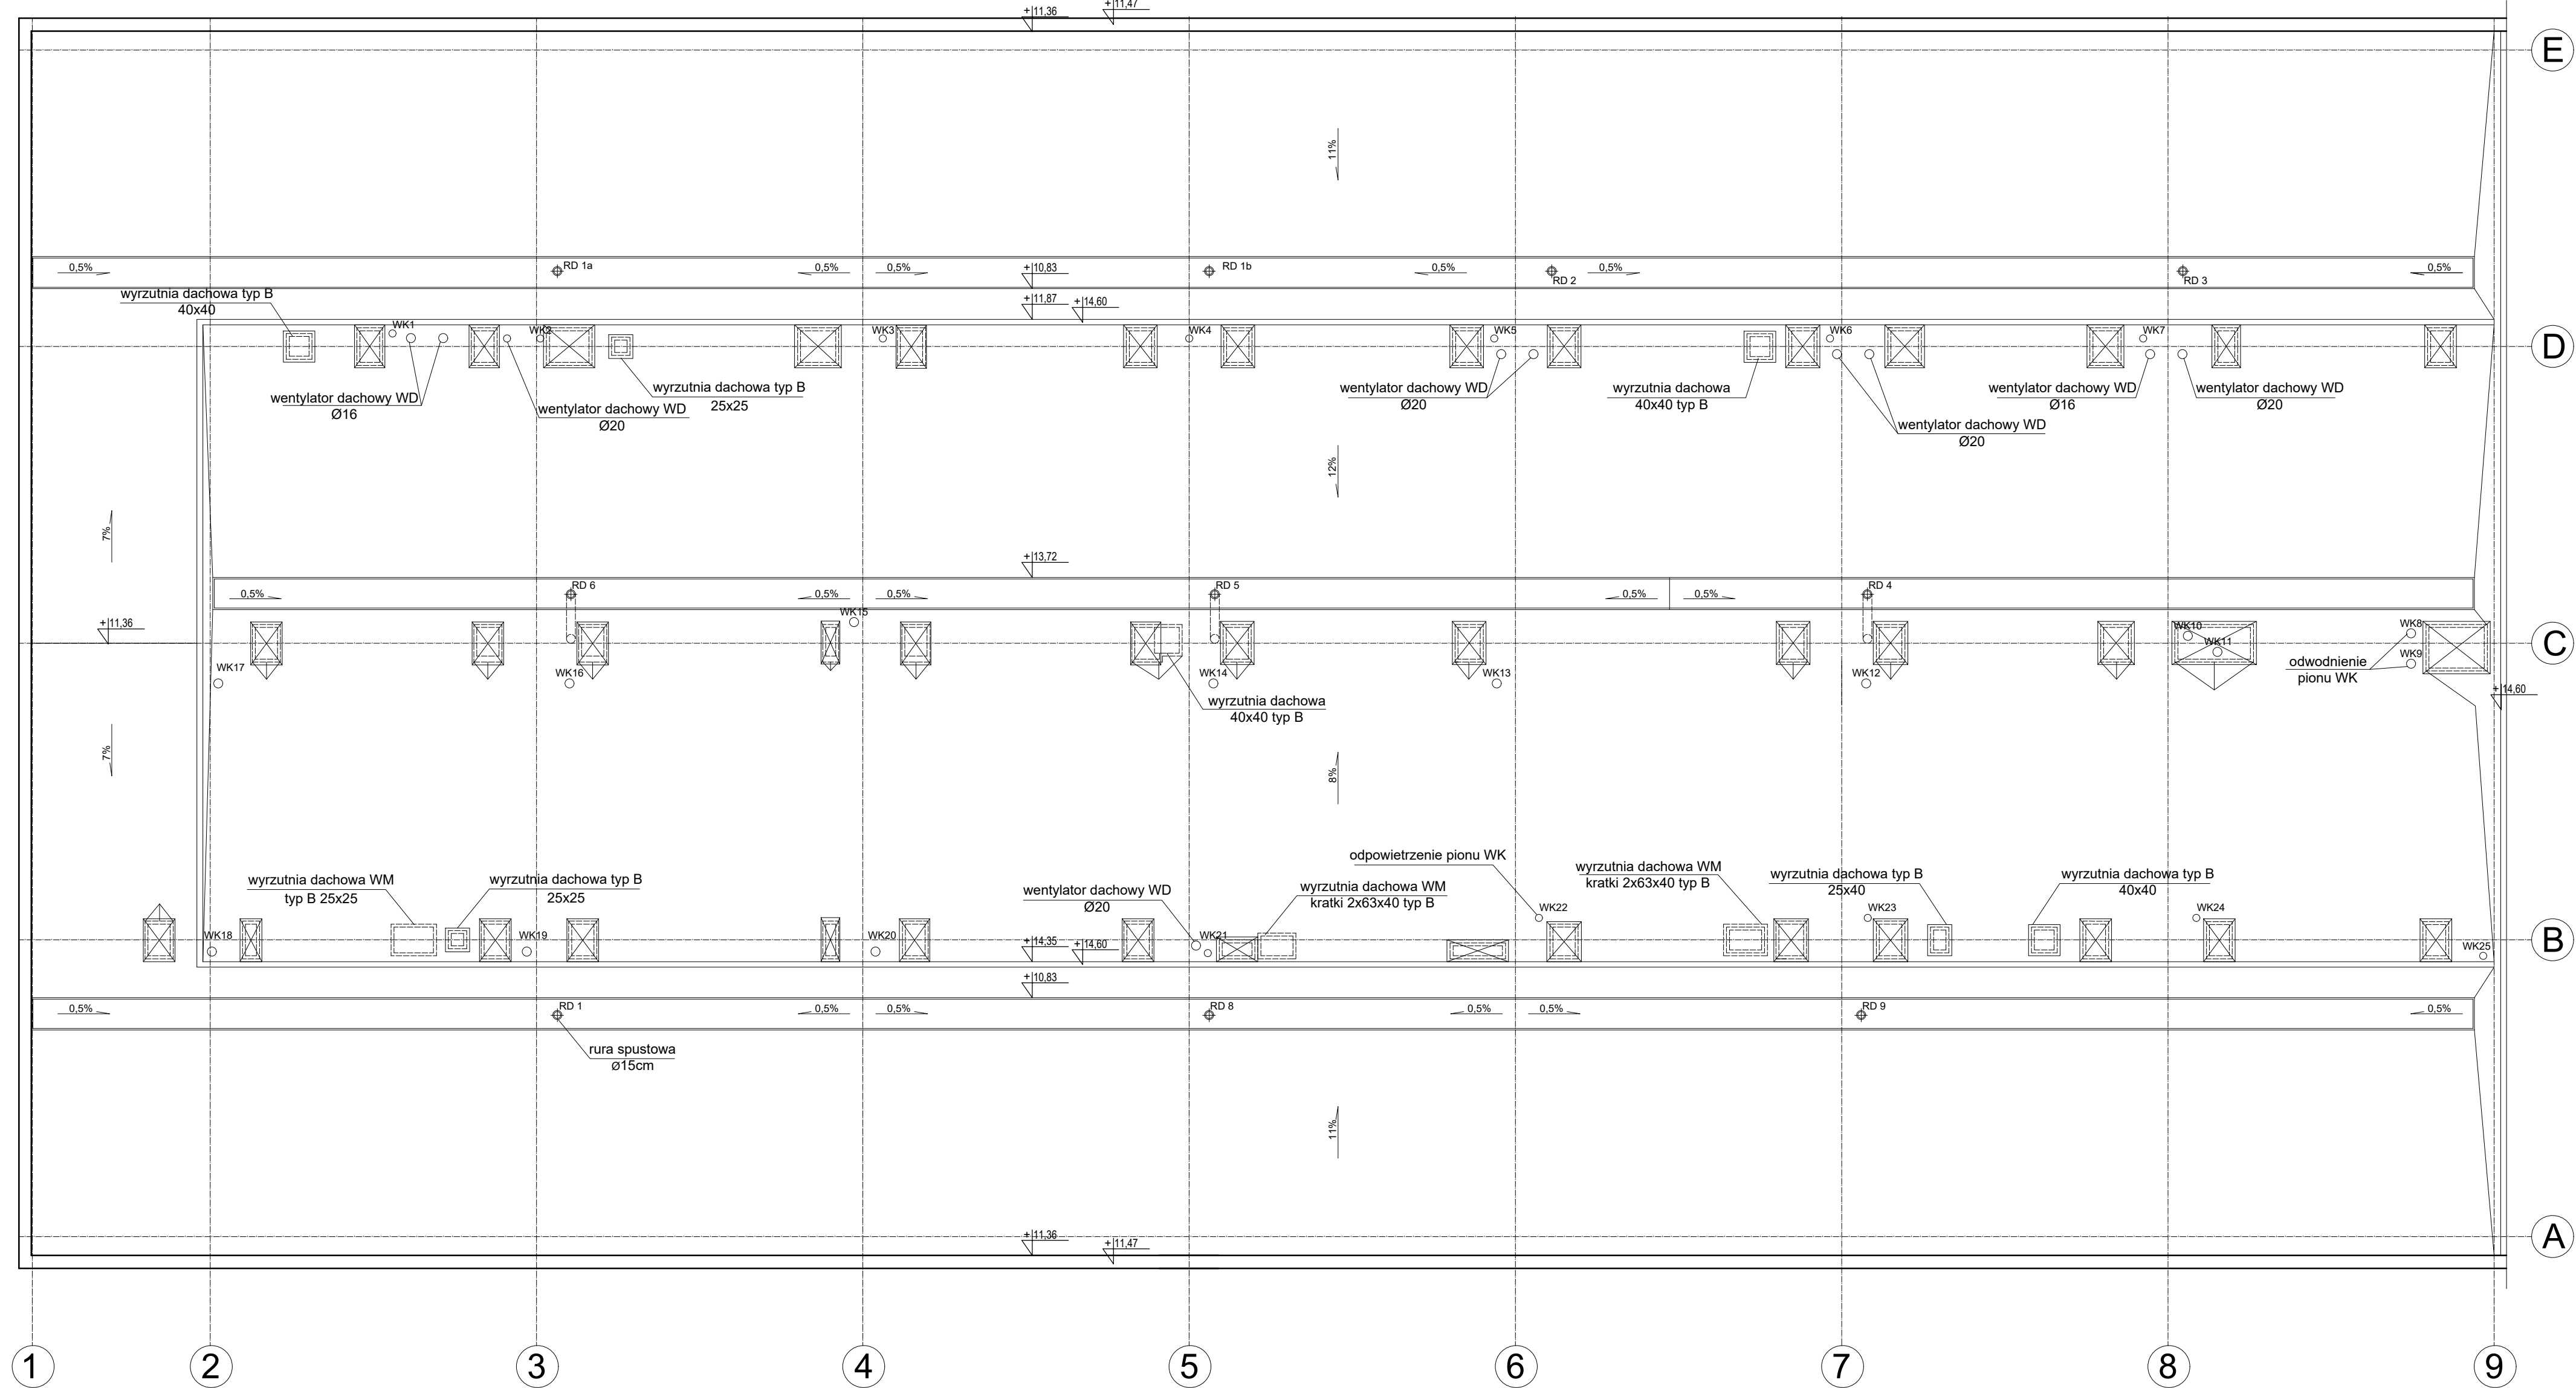 +11,36
+11,47
E
11%
0,5%
RD 1a
0,5%
0,5%
+10,83
RD 1b
0,5%
RD 2
0,5%
RD 3
0,5%
wyrzutnia dachowa typ B
40x40
+11,87
+14,60
WK1
WK2
WK3
WK4
WK5
WK6
WK7
D
wentylator dachowy WD
Ø16
wentylator dachowy WD
Ø20
wyrzutnia dachowa typ B
25x25
wentylator dachowy WD
Ø20
wyrzutnia dachowa
40x40 typ B
wentylator dachowy WD
Ø20
wentylator dachowy WD
Ø16
wentylator dachowy WD
Ø20
12%
7%
+13,72
0,5%
RD 6
0,5%
0,5%
RD 5
0,5%
0,5%
RD 4
+11,36
WK15
WK10
WK11
WK8
WK9
C
WK17
WK16
WK14
WK13
WK12
odwodnienie
pionu WK
wyrzutnia dachowa
40x40 typ B
+14,60
7%
8%
wyrzutnia dachowa WM
typ B 25x25
wyrzutnia dachowa typ B
25x25
wentylator dachowy WD
Ø20
odpowietrzenie pionu WK
wyrzutnia dachowa WM
kratki 2x63x40 typ B
wyrzutnia dachowa WM
kratki 2x63x40 typ B
wyrzutnia dachowa typ B
25x40
wyrzutnia dachowa typ B
40x40
WK18
WK19
WK20
+14,35
+14,60
WK21
WK22
WK23
WK24
WK25
B
+10,83
0,5%
RD 1
0,5%
0,5%
RD 8
0,5%
0,5%
RD 9
0,5%
rura spustowa
Ø15cm
11%
+11,36
+11,47
A
1
2
3
4
5
6
7
8
9